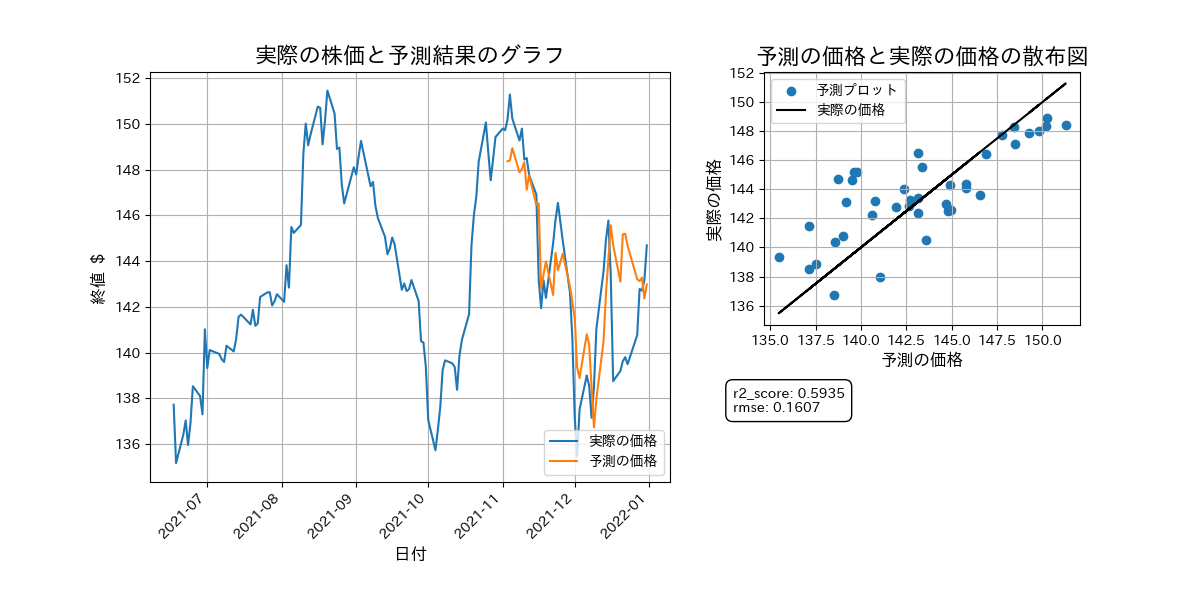 実際の株価と予測結果のグラフ
152
150
148
146
144
142
140
138
136
終値 $
2021-07
2021-08
2021-09
2021-10
2021-11
2021-12
2022-01
日付
実際の価格
予測の価格
予測の価格と実際の価格の散布図
予測プロット
実際の価格
152
150
148
146
144
142
140
138
136
実際の価格
135.0 137.5 140.0 142.5 145.0 147.5 150.0
予測の価格
r2_score: 0.5935
rmse: 0.1607